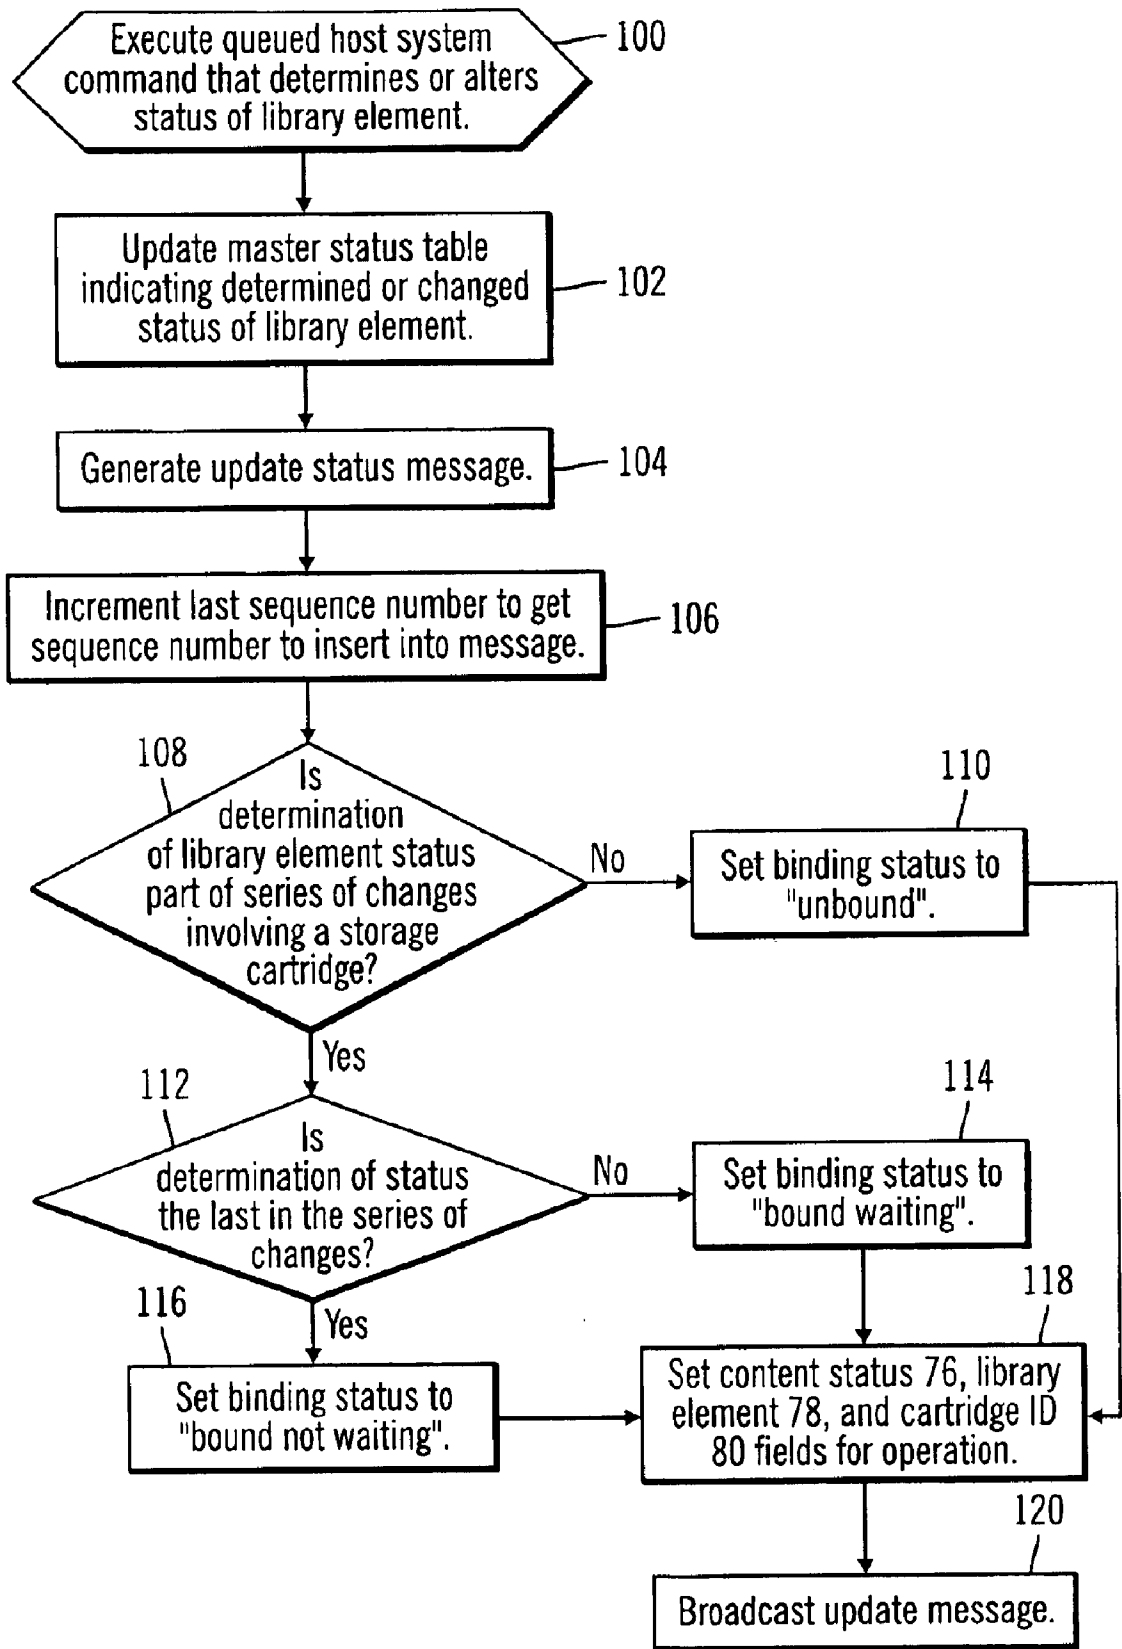 Execute queued host system
command that determines or alters
status of library element.
100
Update master status table
indicating determined or changed
status of library element.
102
Generate update status message.
104
Increment last sequence number to get
sequence number to insert into message.
106
108
Is
determination
of library element status
part of series of changes
involving a storage
cartridge?
No
110
Set binding status to
"unbound".
Yes
112
Is
determination of status
the last in the series of
changes?
No
114
Set binding status to
"bound waiting".
Yes
116
Set binding status to
"bound not waiting".
118
Set content status 76, library
element 78, and cartridge ID
80 fields for operation.
120
Broadcast update message.